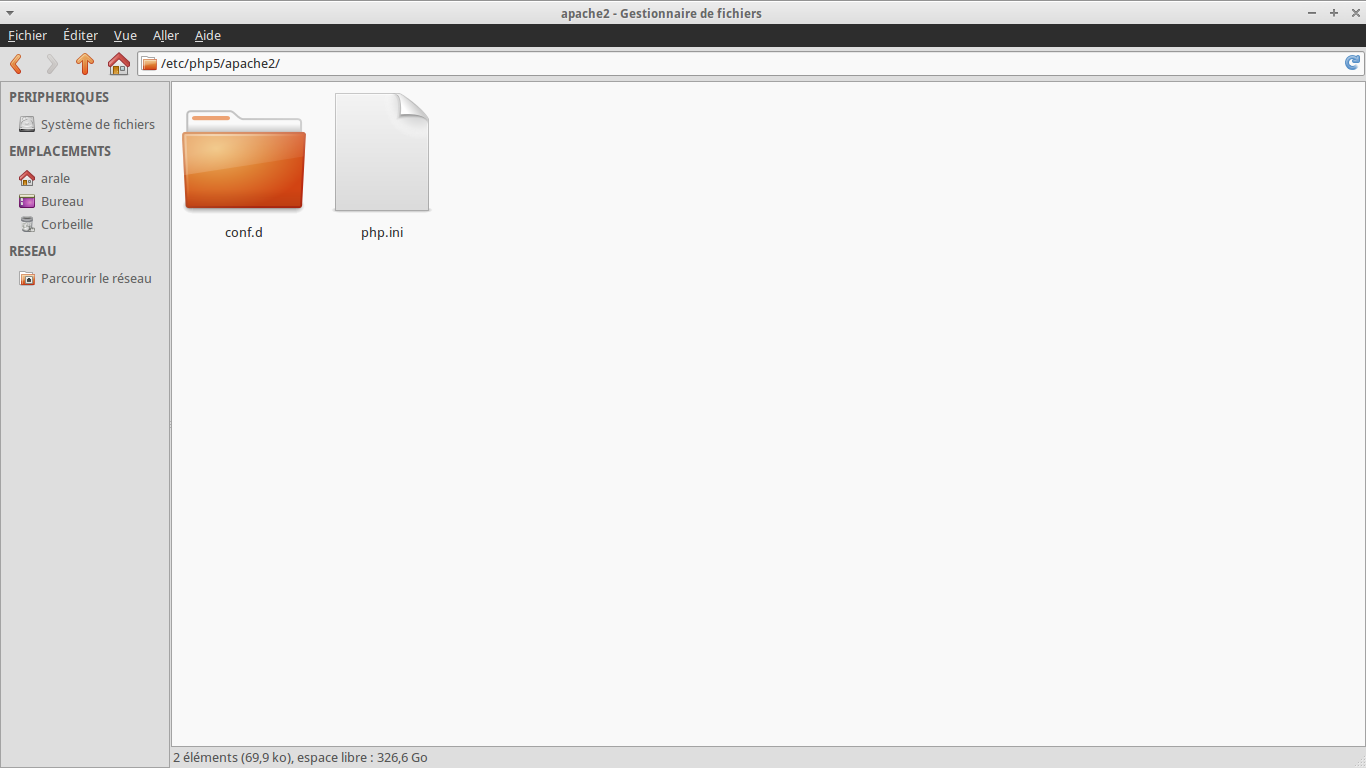 apache2 - Gestionnaire de fichiers
Fichier Éditer Vue Aller Aide
/etc/php5/apache2/
PERIPHERIQUES
Système de fichiers
EMPLACEMENTS
arale
Bureau
Corbeille
RESEAU
Parcourir le réseau
conf.d php.ini
2 éléments (69,9 ko), espace libre : 326,6 Go